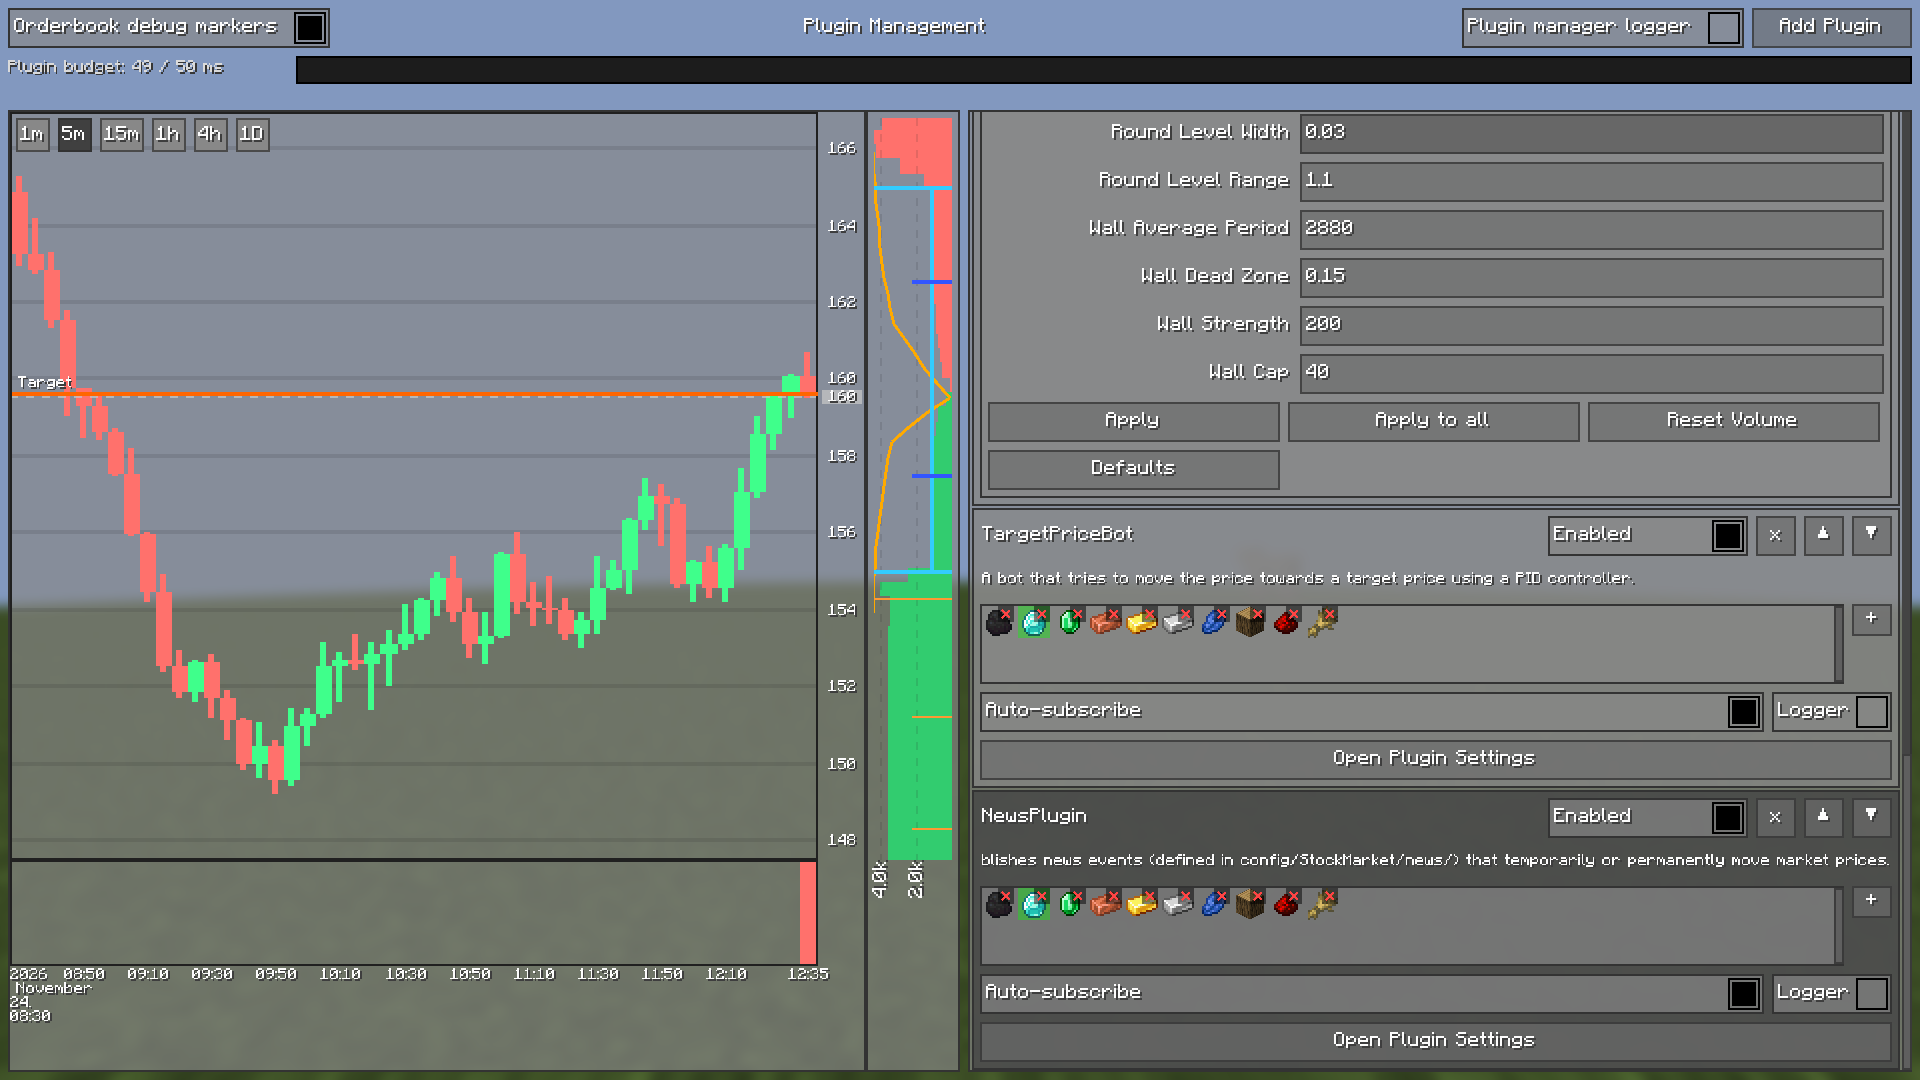 Orderbook debug markers
Plugin Management
Plugin manager logger
Add Plugin
Plugin budget: 49 / 50 ms
1m 5m 15m 1h 4h 1D
166
164
162
160
160
158
156
154
152
150
148
Target
4.0k
2.0k
2026 08:50 09:10 09:30 09:50 10:10 10:30 10:50 11:10 11:30 11:50 12:10 12:35
November
24.
08:30
Round Level Width 0.03
Round Level Range 1.1
Wall Average Period 2880
Wall Dead Zone 0.15
Wall Strength 200
Wall Cap 40
Apply
Apply to all
Reset Volume
Defaults
TargetPriceBot
Enabled
x ▲ ▼
A bot that tries to move the price towards a target price using a PID controller.
+
Auto-subscribe
Logger
Open Plugin Settings
NewsPlugin
Enabled
x ▲ ▼
blishes news events (defined in config/StockMarket/news/) that temporarily or permanently move market prices.
+
Auto-subscribe
Logger
Open Plugin Settings